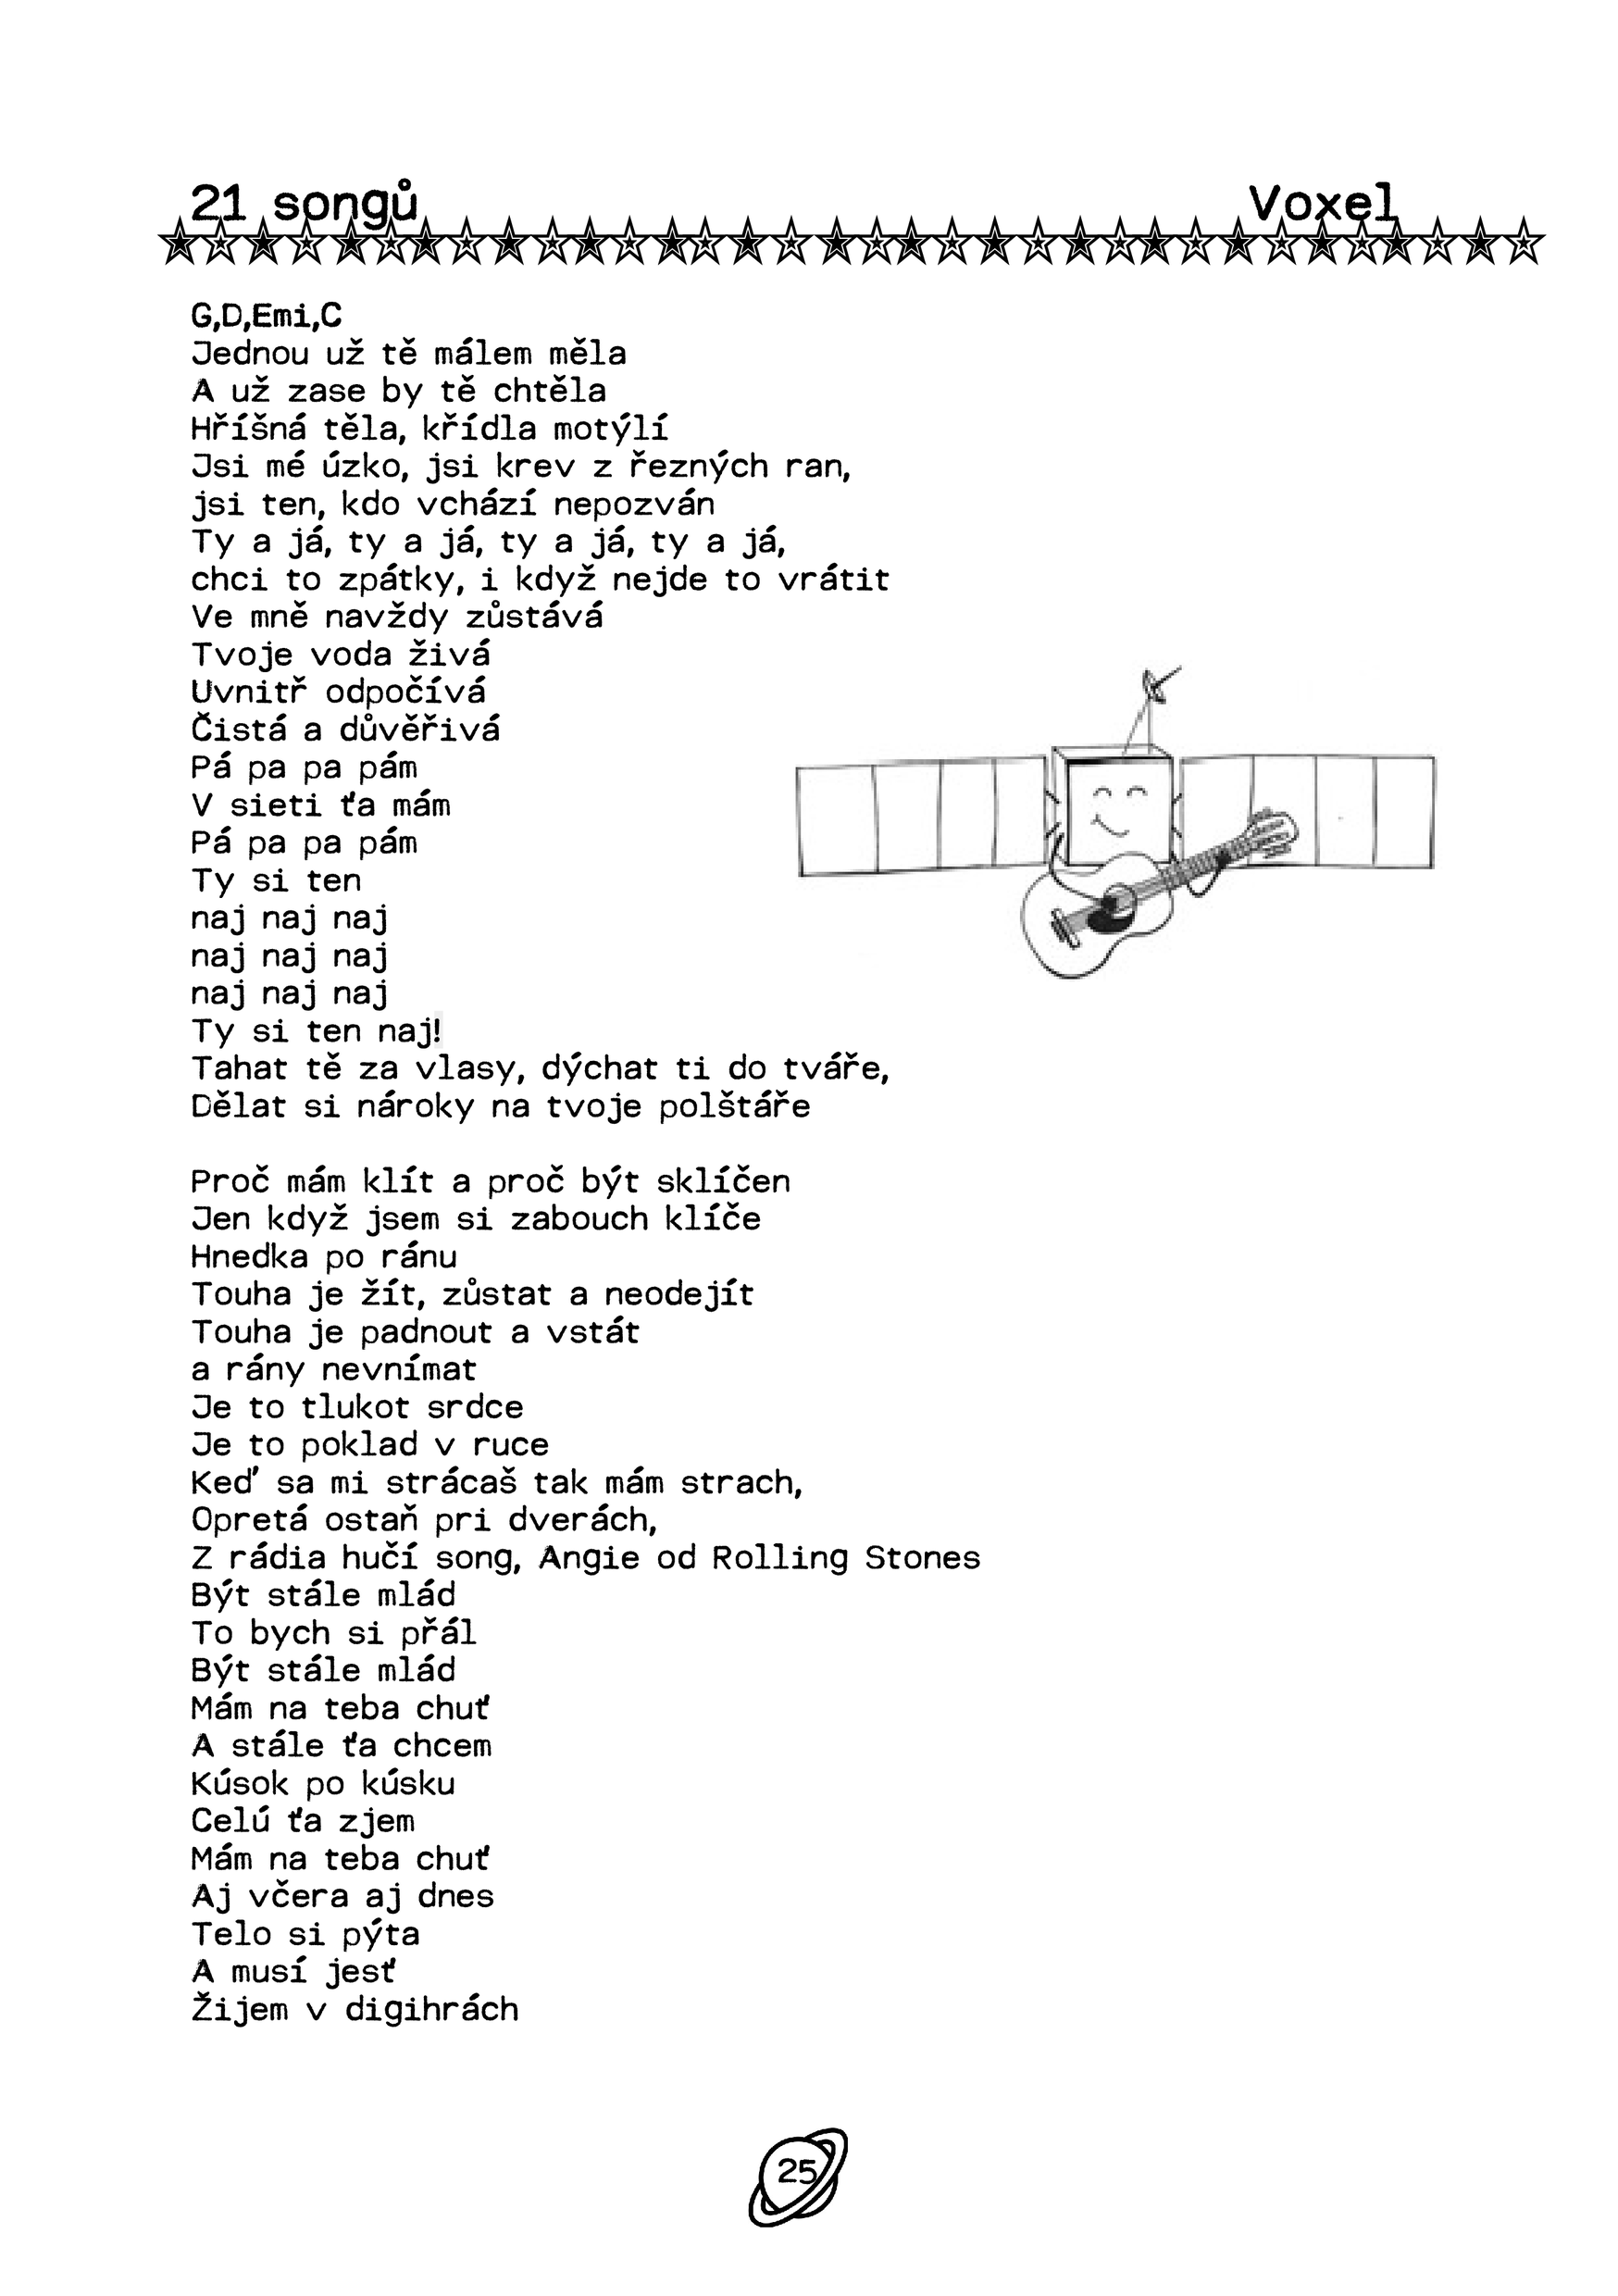 21 songů
Voxel
G,D,Emi,C
Jednou už tě málem měla
A už zase by tě chtěla
Hříšná těla, křídla motýlí
Jsi mé úzko, jsi krev z řezných ran,
jsi ten, kdo vchází nepozván
Ty a já, ty a já, ty a já, ty a já,
chci to zpátky, i když nejde to vrátit
Ve mně navždy zůstává
Tvoje voda živá
Uvnitř odpočívá
Čistá a důvěřivá
Pá pa pa pám
V sieti ťa mám
Pá pa pa pám
Ty si ten
naj naj naj
naj naj naj
naj naj naj
Ty si ten naj!
Tahat tě za vlasy, dýchat ti do tváře,
Dělat si nároky na tvoje polštáře
Proč mám klít a proč být sklíčen
Jen když jsem si zabouch klíče
Hnedka po ránu
Touha je žít, zůstat a neodejít
Touha je padnout a vstát
a rány nevnímat
Je to tlukot srdce
Je to poklad v ruce
Keď sa mi strácaš tak mám strach,
Opretá ostaň pri dverách,
Z rádia hučí song, Angie od Rolling Stones
Být stále mlád
To bych si přál
Být stále mlád
Mám na teba chuť
A stále ťa chcem
Kúsok po kúsku
Celú ťa zjem
Mám na teba chuť
Aj včera aj dnes
Telo si pýta
A musí jesť
Žijem v digihrách
25